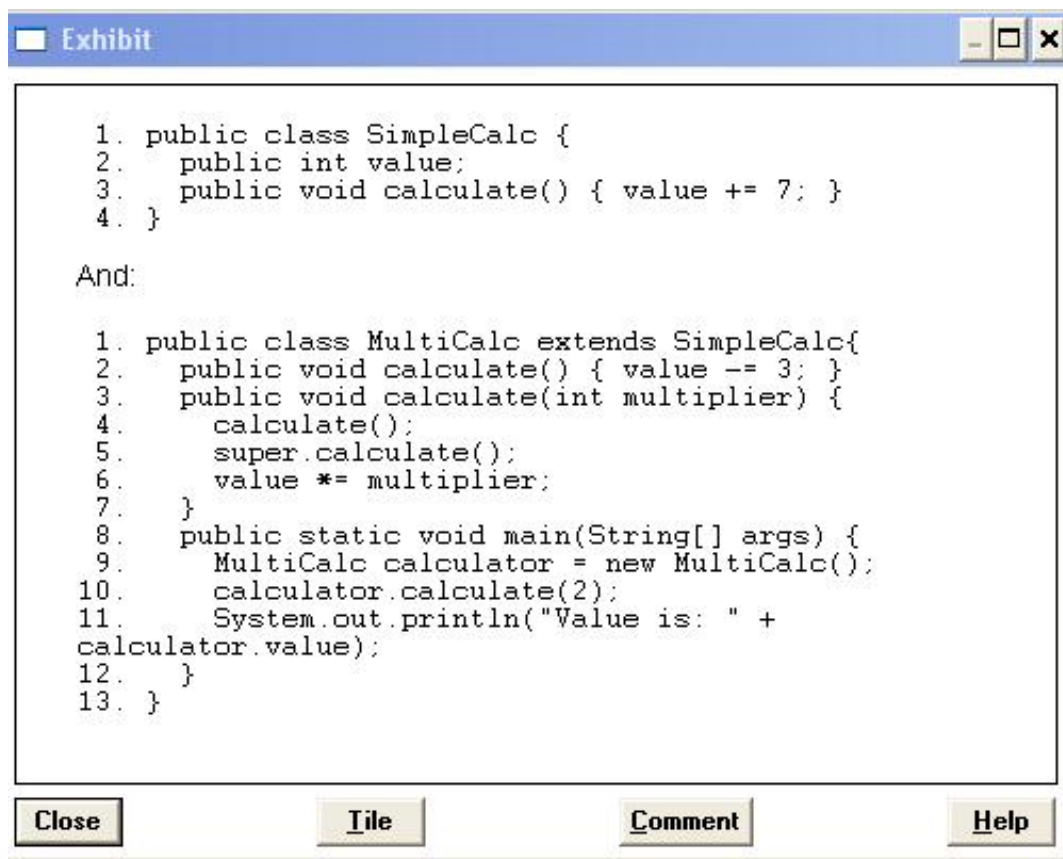 Exhibit
1. public class SimpleCalc {
2. public int value;
3. public void calculate() { value += 7; }
4. }
And:
1. public class MultiCalc extends SimpleCalc{
2. public void calculate() { value -= 3; }
3. public void calculate(int multiplier) {
4. calculate();
5. super.calculate();
6. value *= multiplier;
7. }
8. public static void main(String[] args) {
9. MultiCalc calculator = new MultiCalc();
10. calculator.calculate(2);
11. System.out.println("Value is: " +
calculator.value);
12. }
13. }
Close Tile Comment Help